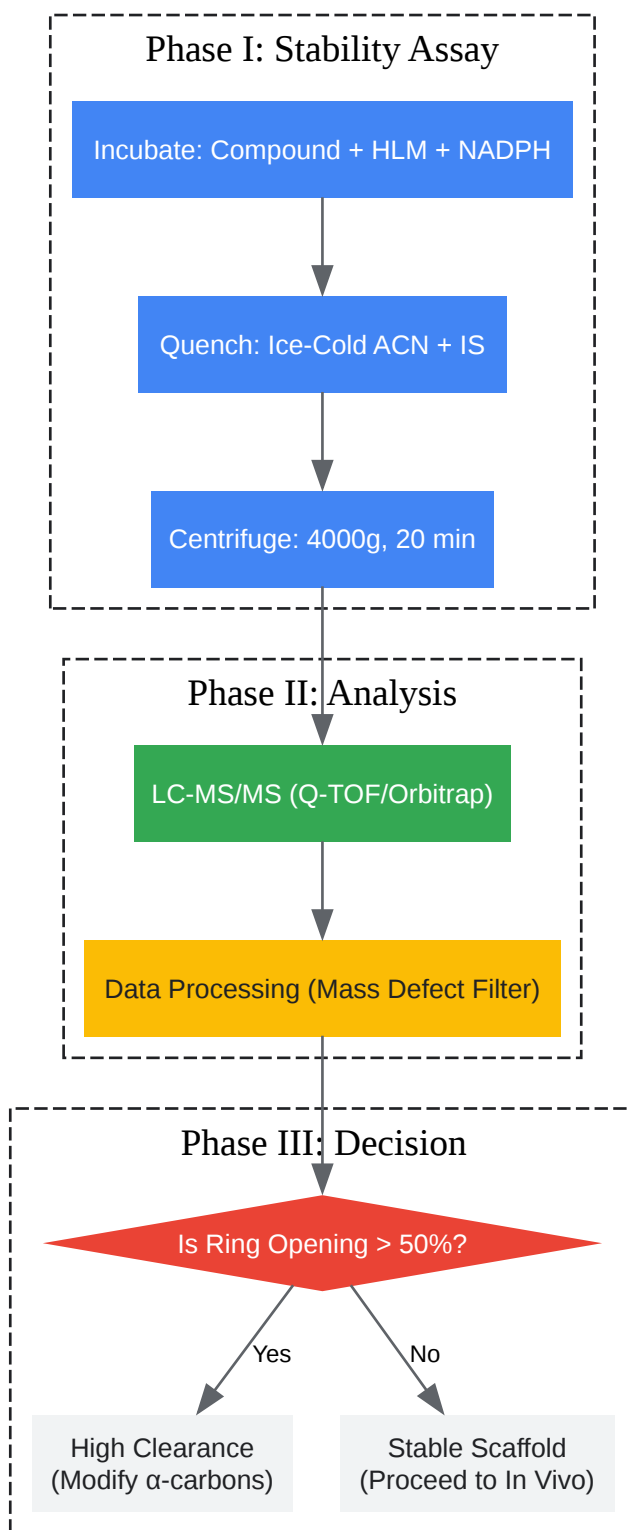 Phase I: Stability Assay
Incubate: Compound + HLM + NADPH
Quench: Ice-Cold ACN + IS
Centrifuge: 4000g, 20 min
Phase II: Analysis
LC-MS/MS (Q-TOF/Orbitrap)
Data Processing (Mass Defect Filter)
Phase III: Decision
Is Ring Opening > 50%?
Yes
No
High Clearance
(Modify α-carbons)
Stable Scaffold
(Proceed to In Vivo)